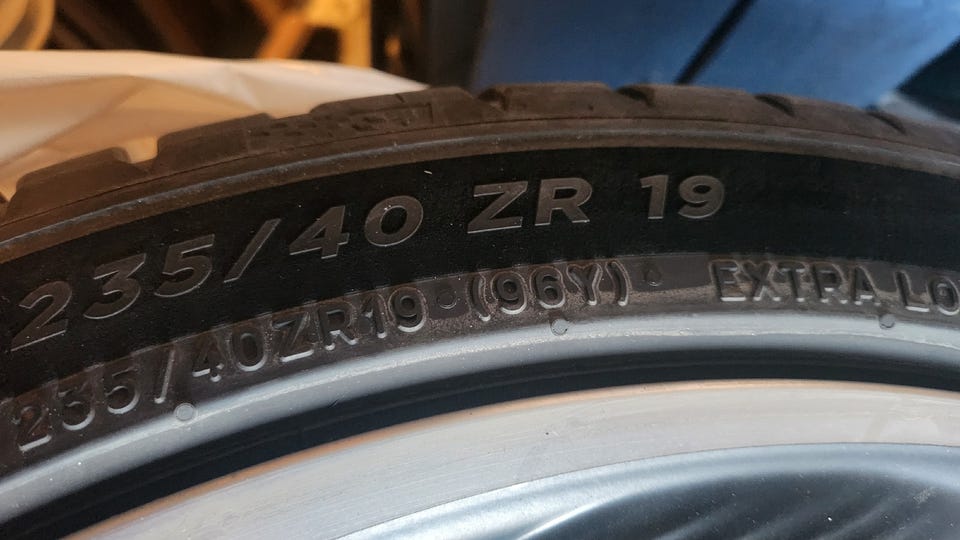 235/40 ZR 19
235/40ZR19 (96Y) EXTRA LO